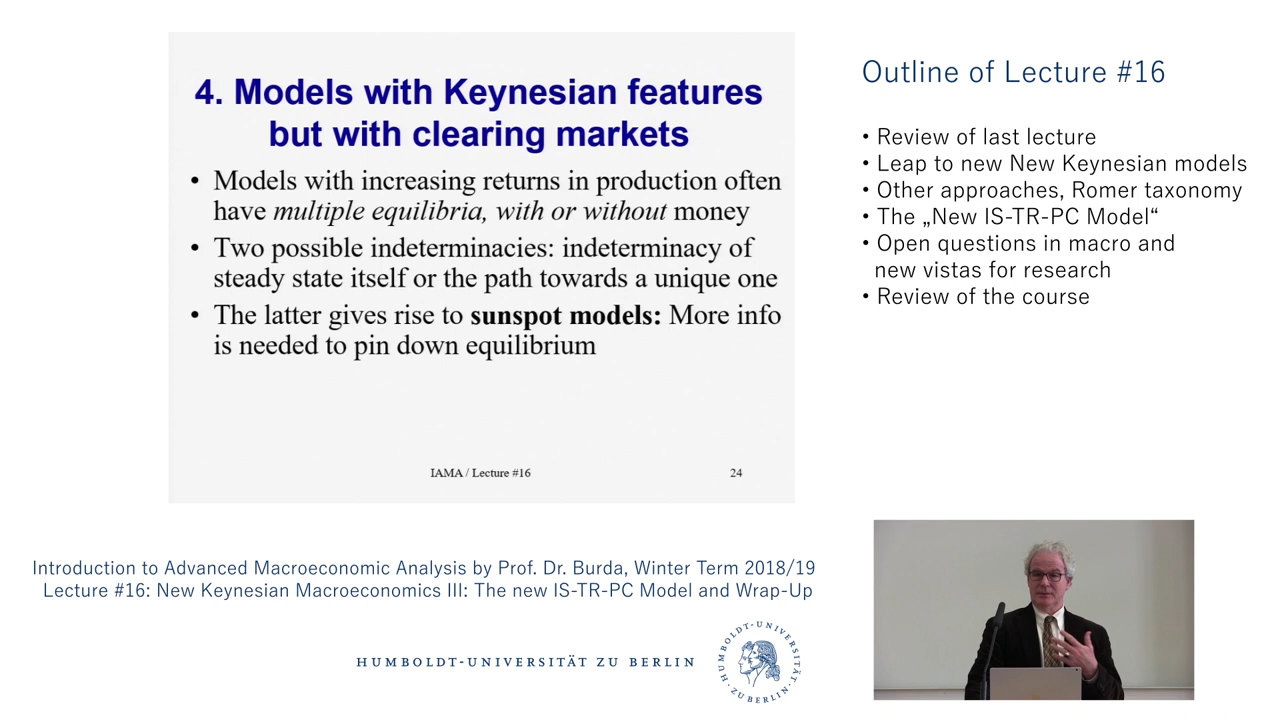 4. Models with Keynesian features
but with clearing markets
• Models with increasing returns in production often
have multiple equilibria, with or without money
• Two possible indeterminacies: indeterminacy of
steady state itself or the path towards a unique one
• The latter gives rise to sunspot models: More info
is needed to pin down equilibrium
IAMA / Lecture #16
24
Outline of Lecture #16
• Review of last lecture
• Leap to new New Keynesian models
• Other approaches, Romer taxonomy
• The „New IS-TR-PC Model“
• Open questions in macro and
new vistas for research
• Review of the course
Introduction to Advanced Macroeconomic Analysis by Prof. Dr. Burda, Winter Term 2018/19
Lecture #16: New Keynesian Macroeconomics III: The new IS-TR-PC Model and Wrap-Up
HUMBOLDT-UNIVERSITÄT ZU BERLIN
HUMBOLDT-UNIVERSITÄT
ZU BERLIN